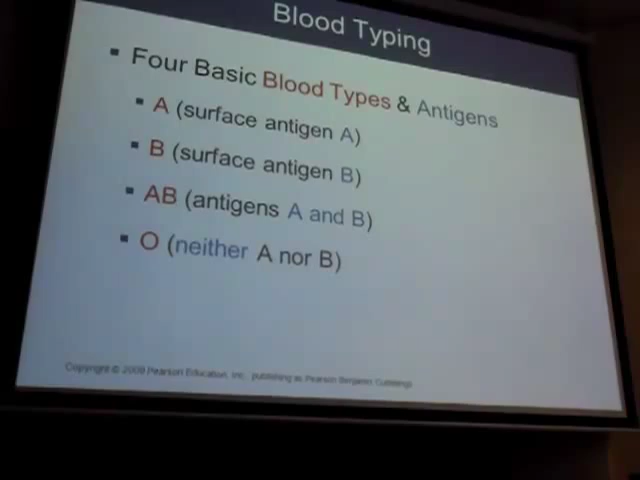 Blood Typing
▪ Four Basic Blood Types & Antigens
▪ A (surface antigen A)
▪ B (surface antigen B)
▪ AB (antigens A and B)
▪ O (neither A nor B)
Copyright © 2009 Pearson Education, Inc., publishing as Pearson Benjamin Cummings